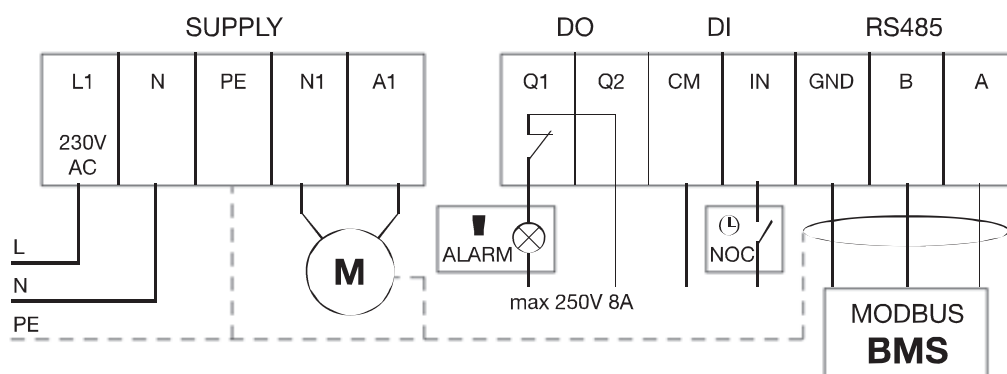 SUPPLY DO DI RS485
L1 N PE N1 A1 Q1 Q2 CM IN GND B A
230V
AC
ALARM NOC
L
M
N
max 250V 8A
PE
MODBUS
BMS